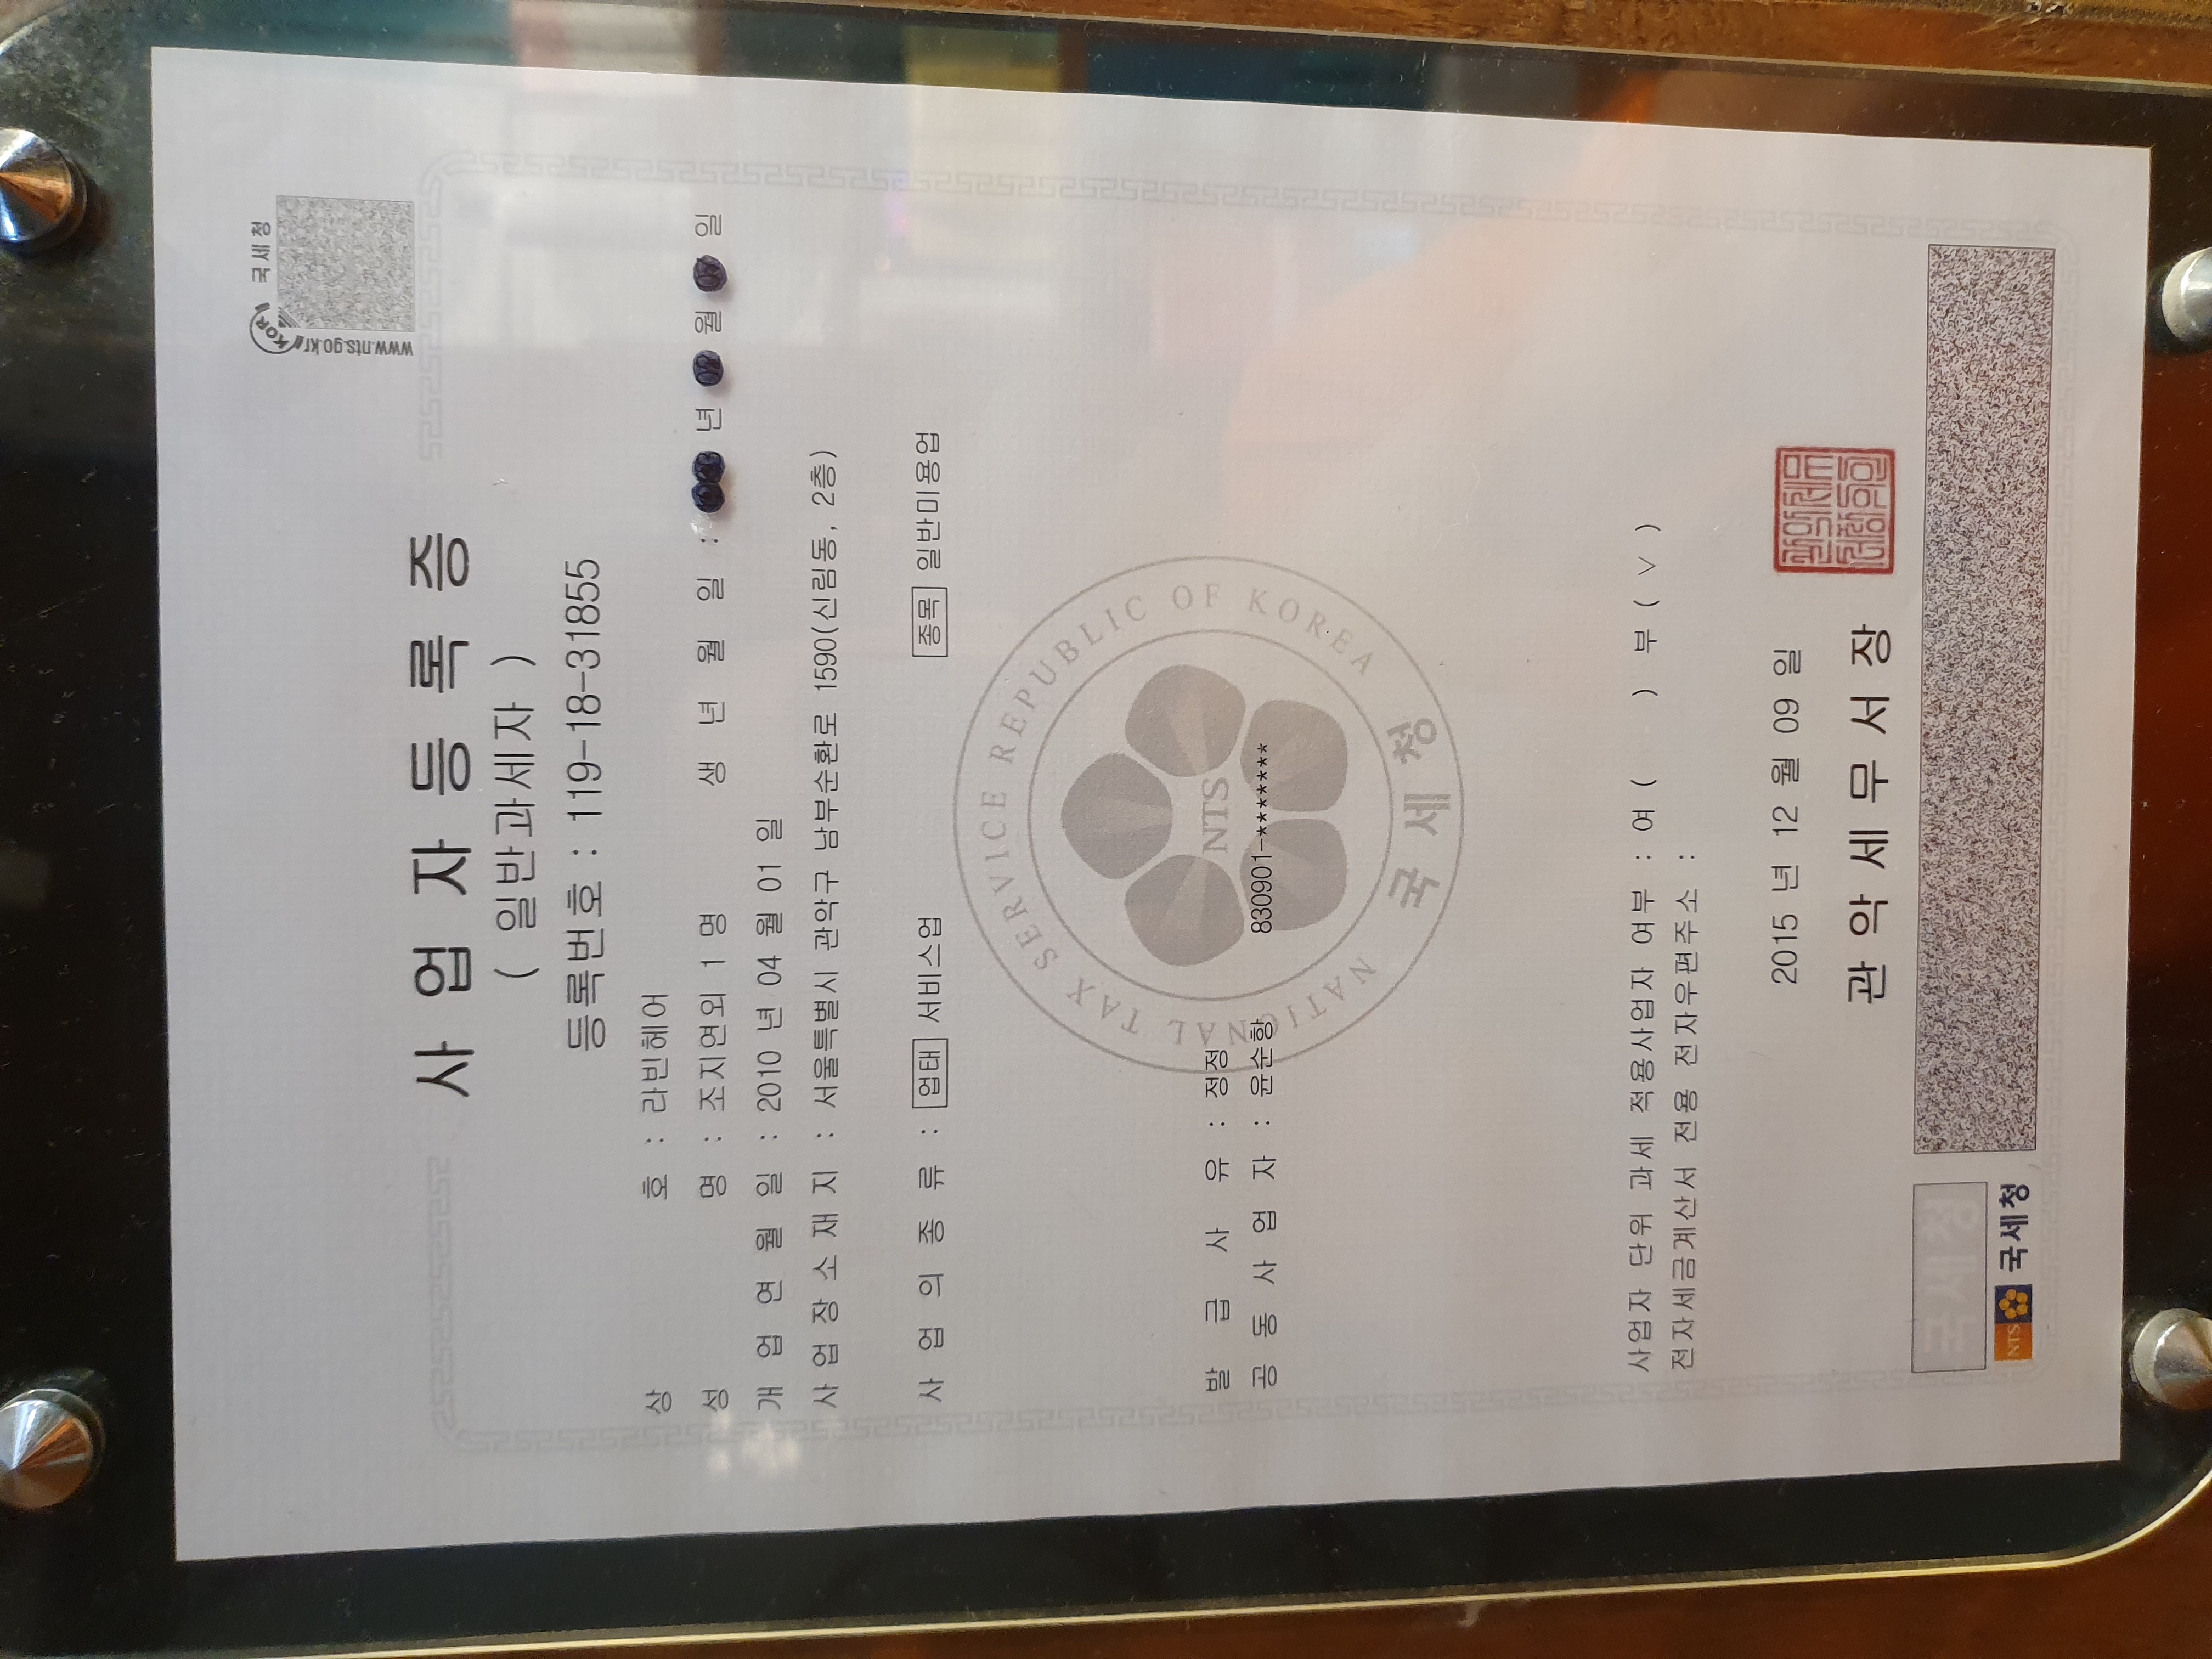 국세청
KOR
www.nts.go.kr
사업자등록증
( 일반과세자 )
등록번호 : 119-18-31855
상 호 : 라빈헤어
성 명 : 조지연외 1 명 생 년 월 일 : 년 월 일
개 업 연 월 일 : 2010 년 04 월 01 일
사 업 장 소 재 지 : 서울특별시 관악구 남부순환로 1590(신림동, 2층)
사 업 의 종 류 : 업태 서비스업 종목 일반미용업
NATIONAL TAX SERVICE REPUBLIC OF KOREA
NTS
국세청
발 급 사 유 : 정정
공 동 사 업 자 : 윤순항 830901-*********
사업자 단위 과세 적용사업자 여부 : 여 ( ) 부 ( ∨ )
전자세금계산서 전용 전자우편주소 :
2015 년 12 월 09 일
관 악 세 무 서 장
국세청
NTS 국세청